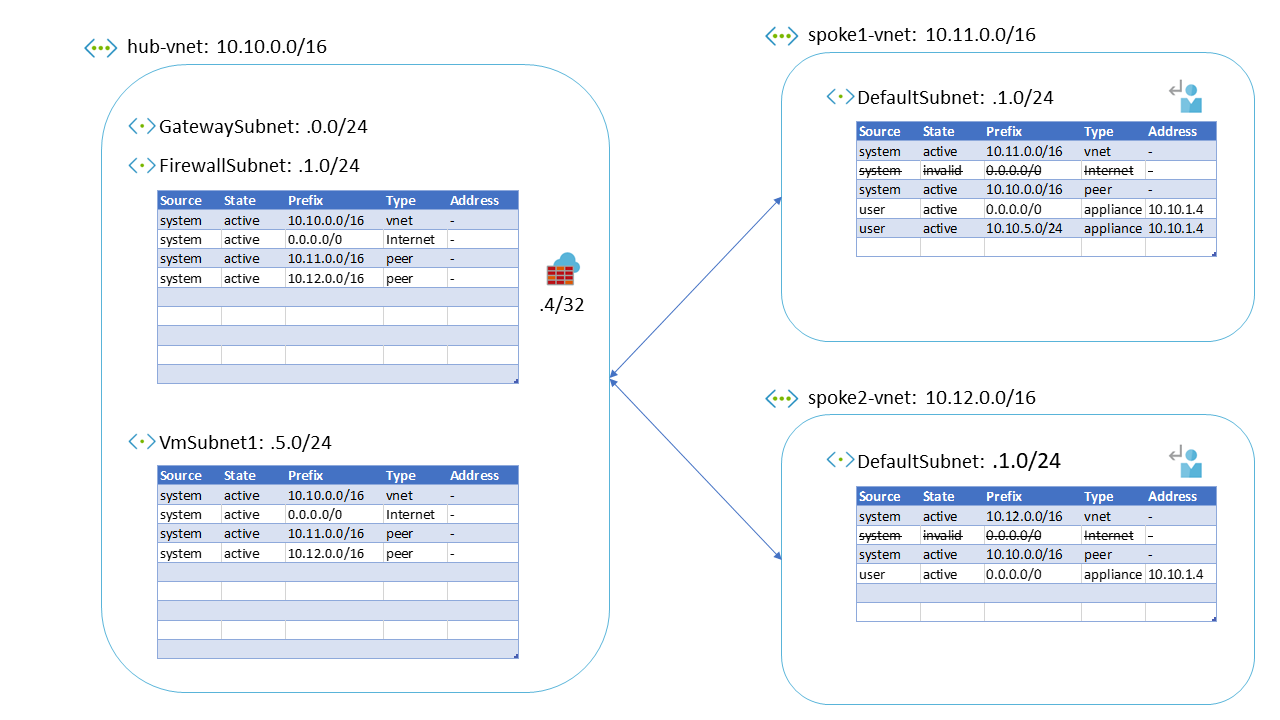 hub-vnet: 10.10.0.0/16
GatewaySubnet: .0.0/24
FirewallSubnet: .1.0/24
Source State Prefix Type Address
system active 10.10.0.0/16 vnet -
system active 0.0.0.0/0 Internet -
system active 10.11.0.0/16 peer -
system active 10.12.0.0/16 peer -
.4/32
VmSubnet1: .5.0/24
Source State Prefix Type Address
system active 10.10.0.0/16 vnet -
system active 0.0.0.0/0 Internet -
system active 10.11.0.0/16 peer -
system active 10.12.0.0/16 peer -
spoke1-vnet: 10.11.0.0/16
DefaultSubnet: .1.0/24
Source State Prefix Type Address
system active 10.11.0.0/16 vnet -
system invalid 0.0.0.0/0 Internet -
system active 10.10.0.0/16 peer -
user active 0.0.0.0/0 appliance 10.10.1.4
user active 10.10.5.0/24 appliance 10.10.1.4
spoke2-vnet: 10.12.0.0/16
DefaultSubnet: .1.0/24
Source State Prefix Type Address
system active 10.12.0.0/16 vnet -
system invalid 0.0.0.0/0 Internet -
system active 10.10.0.0/16 peer -
user active 0.0.0.0/0 appliance 10.10.1.4